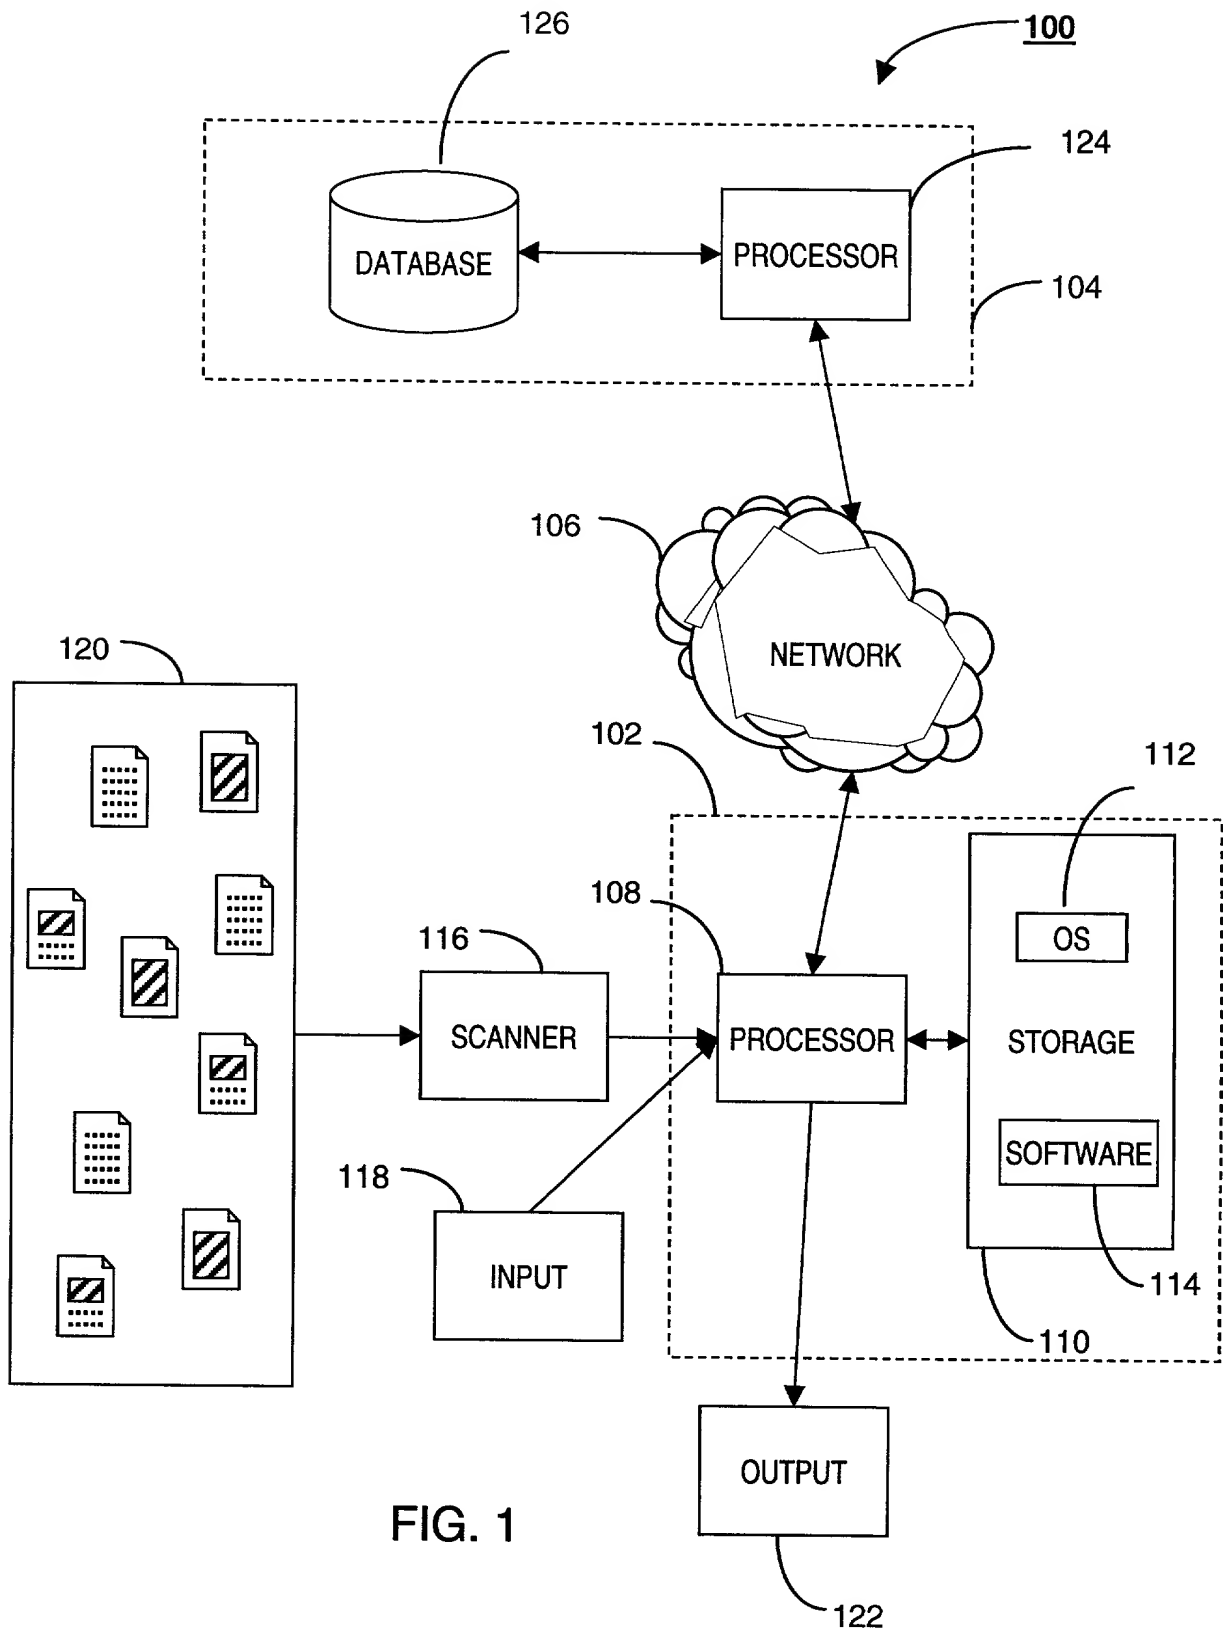 126
100
124
DATABASE
PROCESSOR
104
106
NETWORK
120
102
112
108
OS
116
SCANNER
PROCESSOR
STORAGE
SOFTWARE
118
INPUT
114
110
OUTPUT
FIG. 1
122